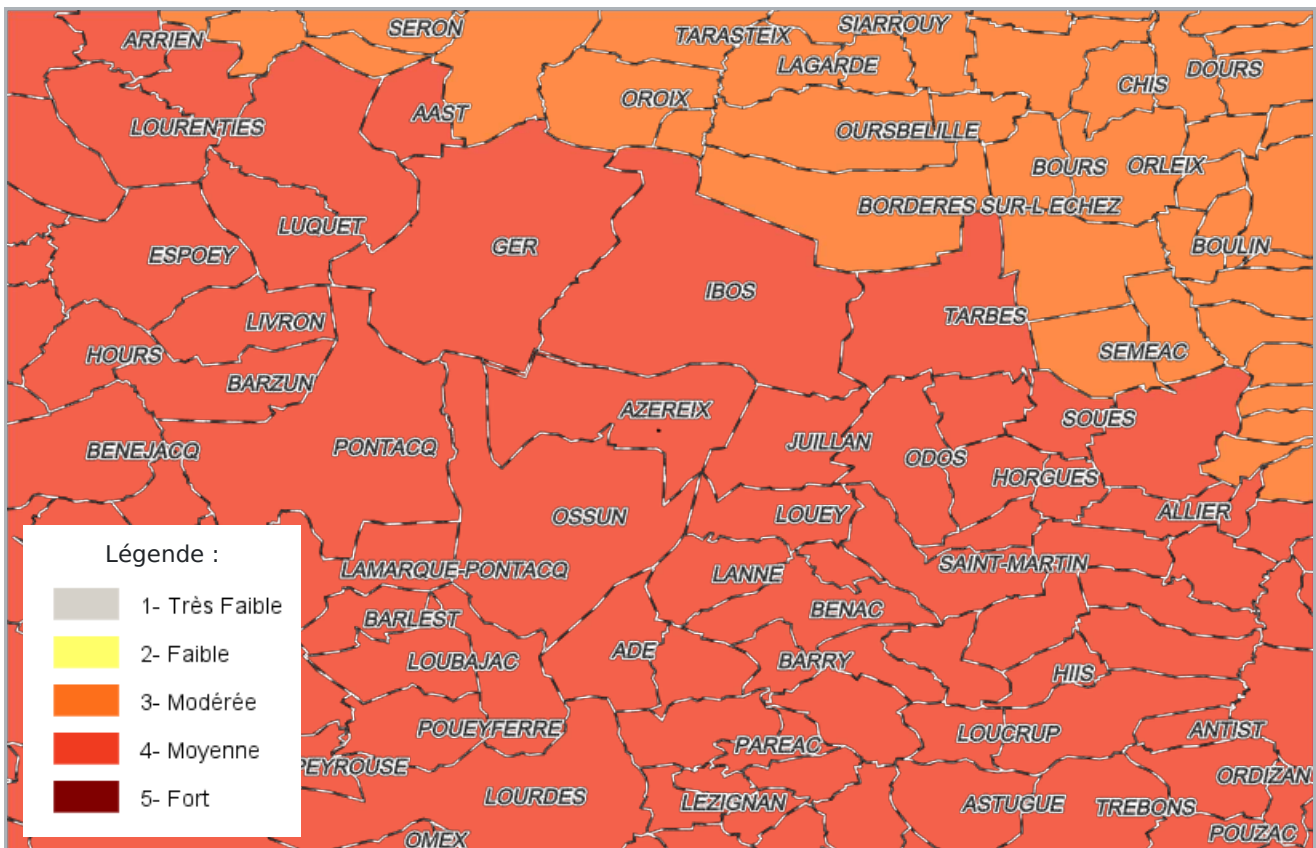 SERON
ARRIEN
TARASTEIX
SIARROUY
LAGARDE
DOURS
CHIS
OROIX
AAST
LOURENTIES
OURSBELILLE
BOURS
ORLEIX
BORDERES SUR-L ECHEZ
LUQUET
GER
BOULIN
ESPOEY
IBOS
TARBES
LIVRON
SEMEAC
HOURS
BARZUN
AZEREIX
SOUES
JUILLAN
PONTACQ
BENEJACQ
ODOS
HORGUES
OSSUN
LOUEY
ALLIER
SAINT-MARTIN
LAMARQUE-PONTACQ
LANNE
BENAC
BARLEST
ADE
LOUBAJAC
BARRY
HIIS
POUEYFERRE
LOUCRUP
ANTIST
PAREAC
PEYROUSE
ORDIZAN
LOURDES
LEZIGNAN
ASTUGUE
TREBONS
OMEX
POUZAC
Légende :
1- Très Faible
2- Faible
3- Modérée
4- Moyenne
5- Fort